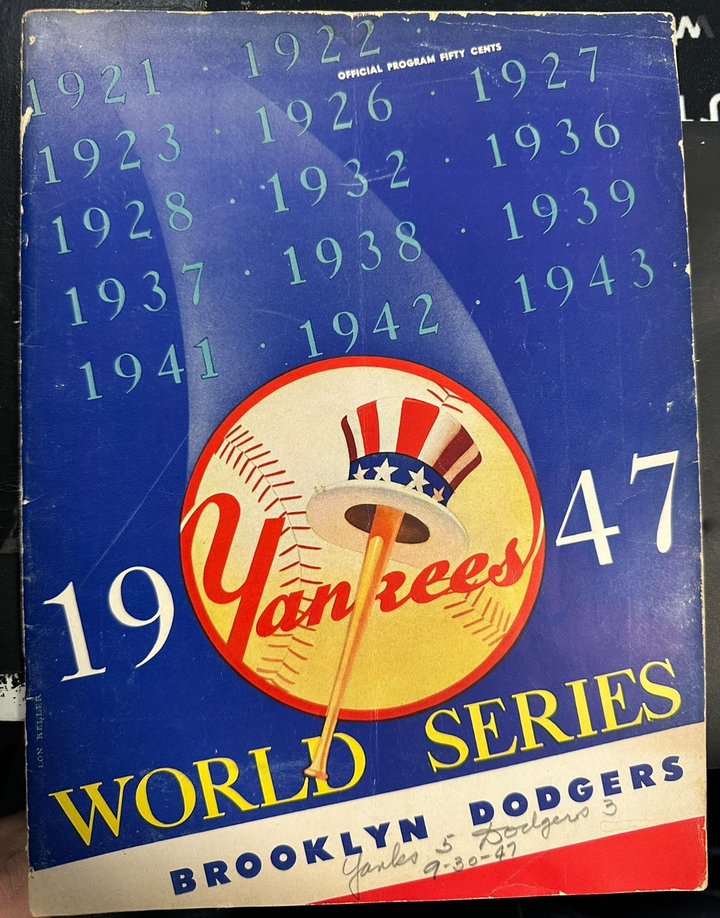 1921 · 1922 ·
OFFICIAL PROGRAM FIFTY CENTS
1923 · 1926 · 1927
1928 · 1932 · 1936
1937 · 1938 · 1939
1941 · 1942 · 1943
Yankees
19 47
WORLD SERIES
BROOKLYN DODGERS
Yanks 5 Dodgers 3
9-30-47
LON KELLER